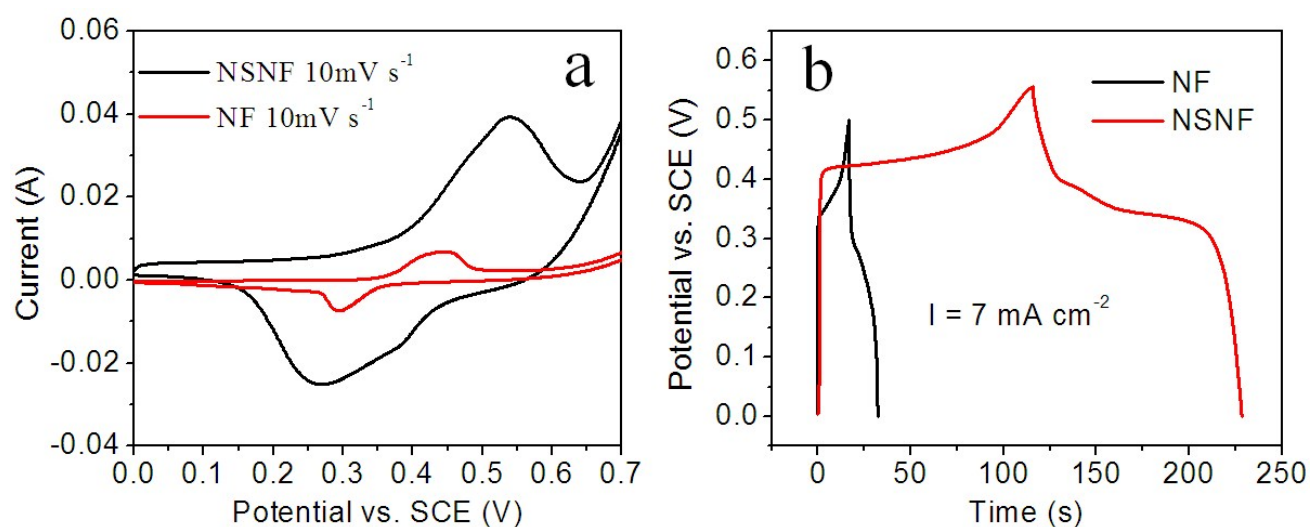 a
NSNF 10mV s⁻¹
NF 10mV s⁻¹
Current (A)
0.06
0.04
0.02
0.00
-0.02
-0.04
0.0 0.1 0.2 0.3 0.4 0.5 0.6 0.7
Potential vs. SCE (V)
b
NF
NSNF
I = 7 mA cm⁻²
Potential vs. SCE (V)
0.6
0.5
0.4
0.3
0.2
0.1
0.0
0 50 100 150 200 250
Time (s)